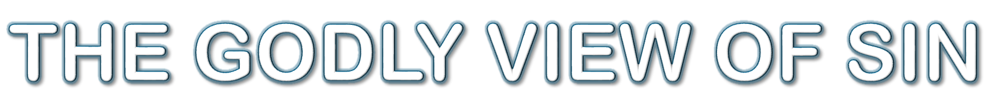 THE GODLY VIEW OF SIN